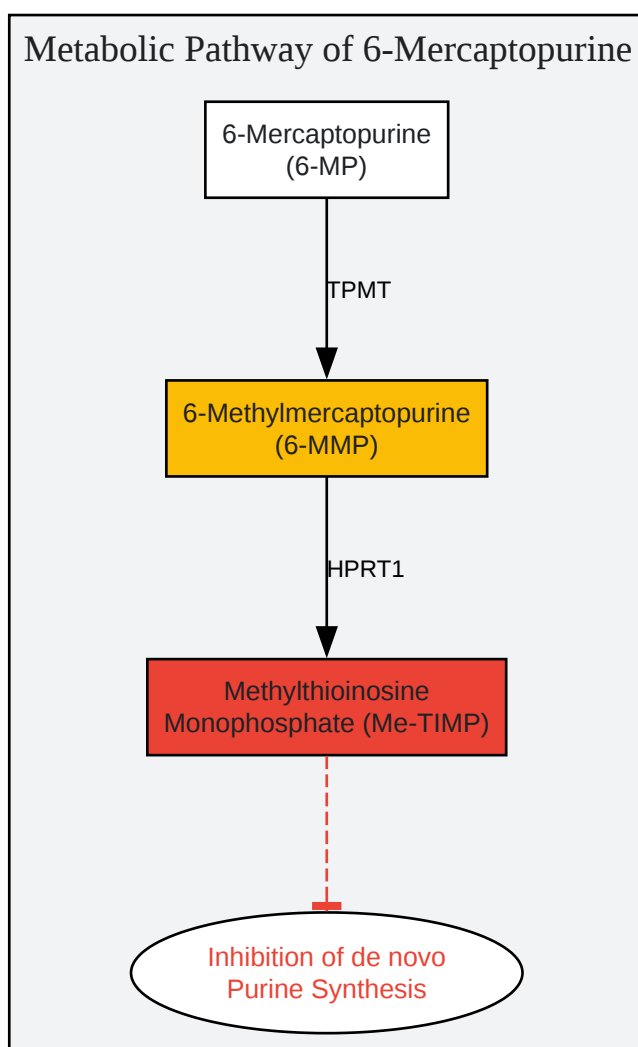 Metabolic Pathway of 6-Mercaptopurine
6-Mercaptopurine
(6-MP)
TPMT
6-Methylmercaptopurine
(6-MMP)
HPRT1
Methylthioinosine
Monophosphate (Me-TIMP)
Inhibition of de novo
Purine Synthesis